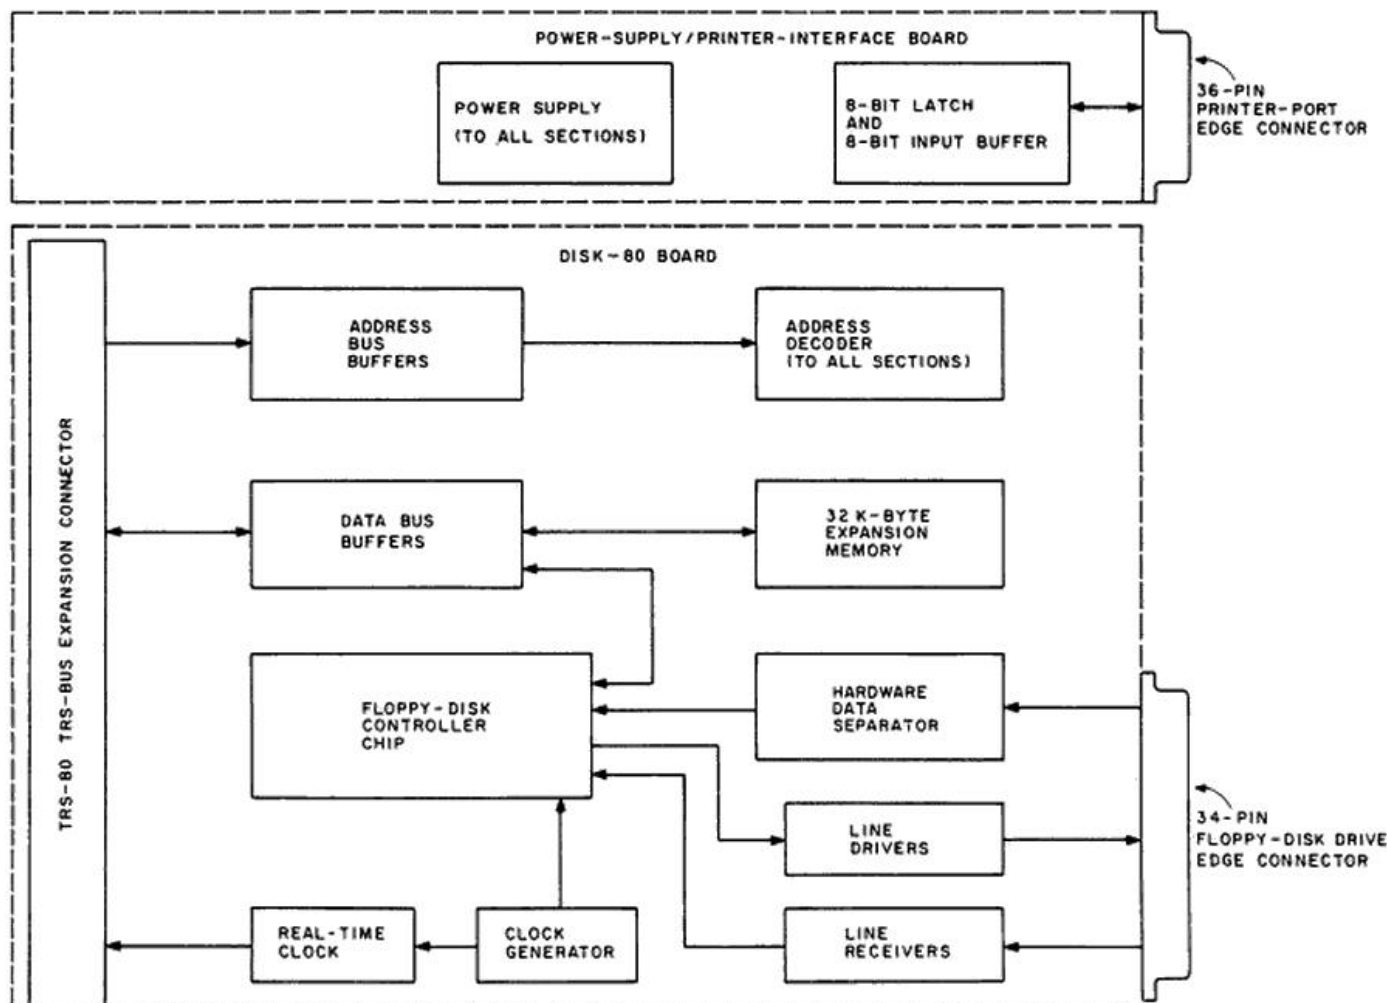 POWER-SUPPLY/PRINTER-INTERFACE BOARD
POWER SUPPLY
(TO ALL SECTIONS)
8-BIT LATCH
AND
8-BIT INPUT BUFFER
36-PIN
PRINTER-PORT
EDGE CONNECTOR
DISK-80 BOARD
TRS-80 TRS-BUS EXPANSION CONNECTOR
ADDRESS
BUS
BUFFERS
ADDRESS
DECODER
(TO ALL SECTIONS)
DATA BUS
BUFFERS
32 K-BYTE
EXPANSION
MEMORY
FLOPPY-DISK
CONTROLLER
CHIP
HARDWARE
DATA
SEPARATOR
LINE
DRIVERS
34-PIN
FLOPPY-DISK DRIVE
EDGE CONNECTOR
REAL-TIME
CLOCK
CLOCK
GENERATOR
LINE
RECEIVERS